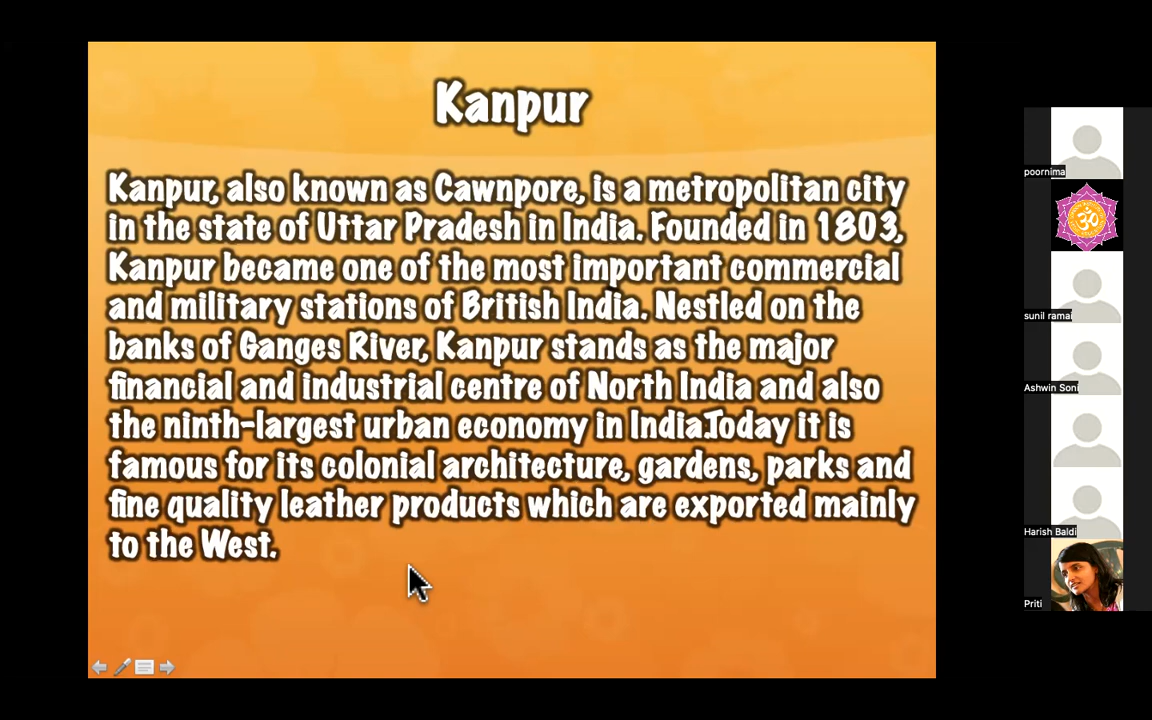 Kanpur
Kanpur, also known as Cawnpore, is a metropolitan city
in the state of Uttar Pradesh in India. Founded in 1803,
Kanpur became one of the most important commercial
and military stations of British India. Nestled on the
banks of Ganges River, Kanpur stands as the major
financial and industrial centre of North India and also
the ninth-largest urban economy in India.Today it is
famous for its colonial architecture, gardens, parks and
fine quality leather products which are exported mainly
to the West.
poornima
ॐ
sunil ramai
Ashwin Soni
Harish Baldi
Priti